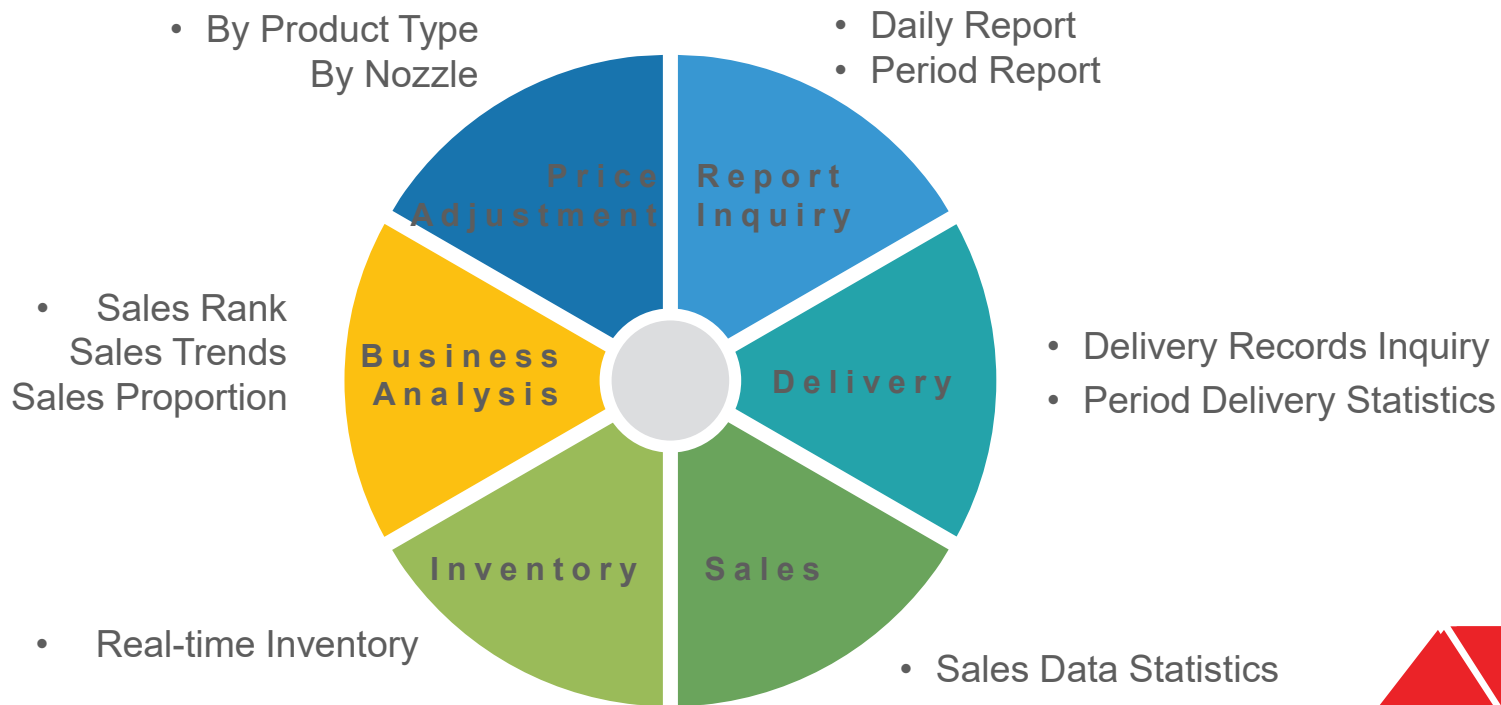 • By Product Type
By Nozzle
• Daily Report
• Period Report
Price
Adjustment
Report
Inquiry
• Sales Rank
Sales Trends
Sales Proportion
Business
Analysis
Delivery
• Delivery Records Inquiry
• Period Delivery Statistics
Inventory
Sales
• Real-time Inventory
• Sales Data Statistics